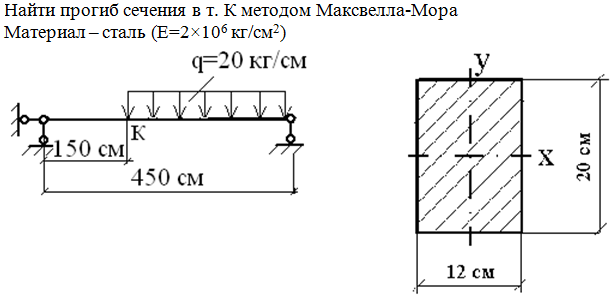 Найти прогиб сечения в т. К методом Максвелла-Мора
Материал – сталь (E=2×10⁶ кг/см²)
q=20 кг/см
К
150 см
450 см
у
х
20 см
12 см